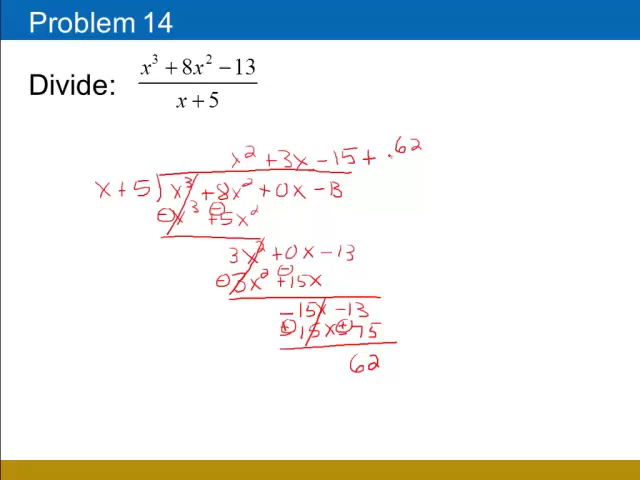 Problem 14
Divide: x³ + 8x² − 13
x + 5
x² + 3x − 15 + 62
x + 5 ) x³ + 8x² + 0x − 13
− x³ − + 5x²
3x² + 0x − 13
− 3x² − + 15x
− 15x − 13
+ − 15x + − 75
62